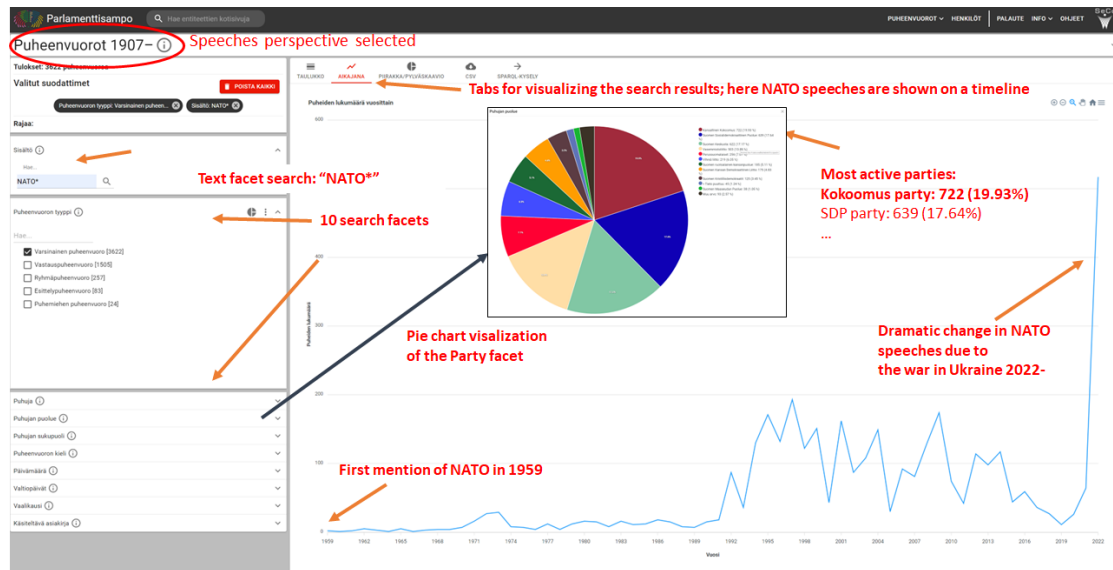 Parlamenttisampo
Hae entiteettien kotisivuja
PUHEENVUOROT
HENKILÖT
PALAUTE
INFO
OHJEET
SeCo
Puheenvuorot 1907–
Speeches perspective selected
Tulokset: 3622 puheenvuoroa
Valitut suodattimet
POISTA KAIKKI
Puheenvuoron tyyppi: Varsinainen puheen...
Sisältö: NATO*
Rajaa:
Sisältö
Hae...
NATO*
Text facet search: “NATO*”
Puheenvuoron tyyppi
10 search facets
Hae...
Varsinainen puheenvuoro [3622]
Vastauspuheenvuoro [1505]
Ryhmäpuheenvuoro [257]
Esittelypuheenvuoro [83]
Puhemiehen puheenvuoro [24]
Puhuja
Puhujan puolue
Puhujan sukupuoli
Puheenvuoron kieli
Päivämäärä
Valtiopäivät
Vaalikausi
Käsiteltävä asiakirja
TAULUKKO
AIKAJANA
PIIRAKKA/PYLVÄSKAAVIO
CSV
SPARQL-KYSELY
Tabs for visualizing the search results; here NATO speeches are shown on a timeline
Puheiden lukumäärä vuosittain
Puhujan puolue
Most active parties:
Kokoomus party: 722 (19.93%)
SDP party: 639 (17.64%)
...
Pie chart visalization
of the Party facet
Dramatic change in NATO
speeches due to
the war in Ukraine 2022-
First mention of NATO in 1959
Puheiden lukumäärä
600
400
300
200
100
0
1959 1962 1965 1968 1971 1974 1977 1980 1983 1986 1989 1992 1995 1998 2001 2004 2007 2010 2013 2016 2019 2022
Vuosi